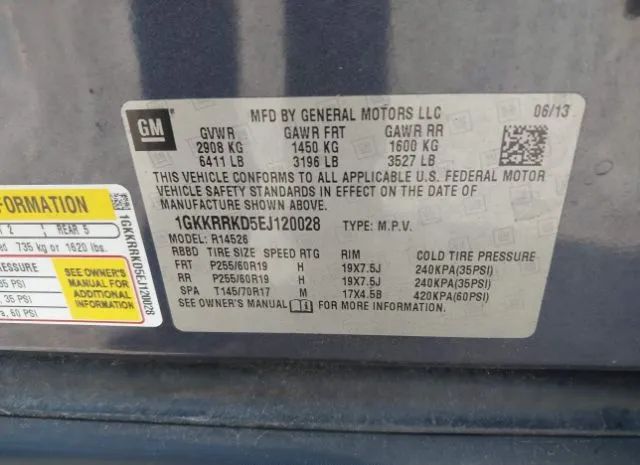 GM
MFD BY GENERAL MOTORS LLC 06/13
GVWR GAWR FRT GAWR RR
2908 KG 1450 KG 1600 KG
6411 LB 3196 LB 3527 LB
THIS VEHICLE CONFORMS TO ALL APPLICABLE U.S. FEDERAL MOTOR
VEHICLE SAFETY STANDARDS IN EFFECT ON THE DATE OF
MANUFACTURE SHOWN ABOVE.
1GKKRRKD5EJ120028 TYPE: M.P.V.
MODEL: R14526
RBBD TIRE SIZE SPEED RTG RIM COLD TIRE PRESSURE
FRT P255/60R19 H 19X7.5J 240KPA(35PSI)
RR P255/60R19 H 19X7.5J 240KPA(35PSI)
SPA T145/70R17 M 17X4.5B 420KPA(60PSI)
SEE OWNER'S MANUAL FOR MORE INFORMATION.
FORMATION
2 REAR 5
735 kg or 1620 lbs.
SEE OWNER'S
MANUAL FOR
ADDITIONAL
INFORMATION
35 PSI
60 PSI
1GKKRRKD5EJ120028